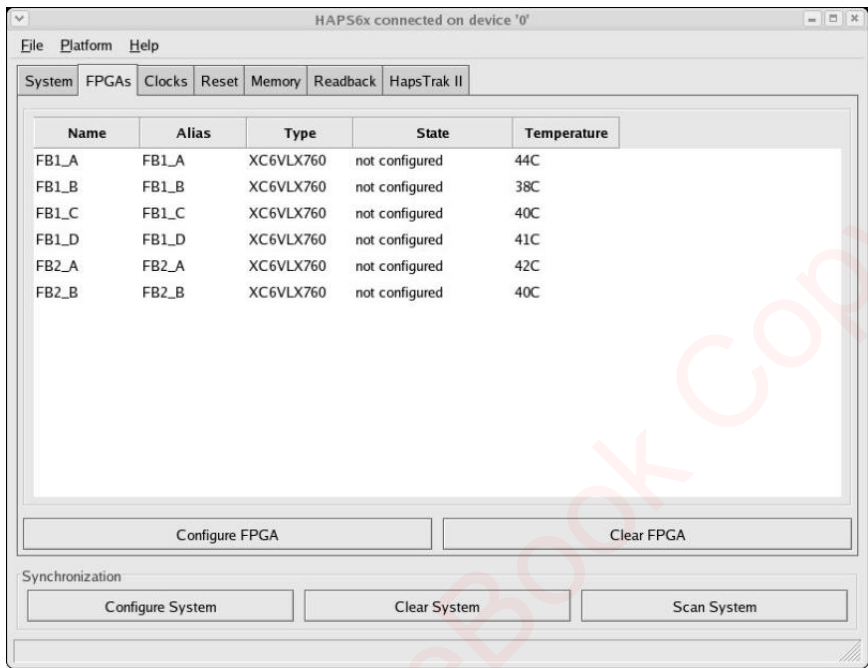 HAPS6x connected on device '0'
File Platform Help
System FPGAs Clocks Reset Memory Readback HapsTrak II
Name Alias Type State Temperature
FB1_A FB1_A XC6VLX760 not configured 44C
FB1_B FB1_B XC6VLX760 not configured 38C
FB1_C FB1_C XC6VLX760 not configured 40C
FB1_D FB1_D XC6VLX760 not configured 41C
FB2_A FB2_A XC6VLX760 not configured 42C
FB2_B FB2_B XC6VLX760 not configured 40C
Configure FPGA Clear FPGA
Synchronization
Configure System Clear System Scan System
eBook Copy